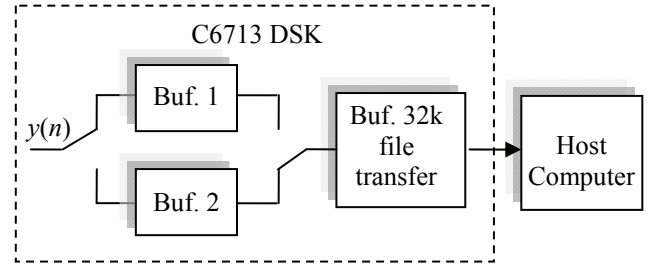 C6713 DSK
y(n)
Buf. 1
Buf. 2
Buf. 32k
file
transfer
Host
Computer